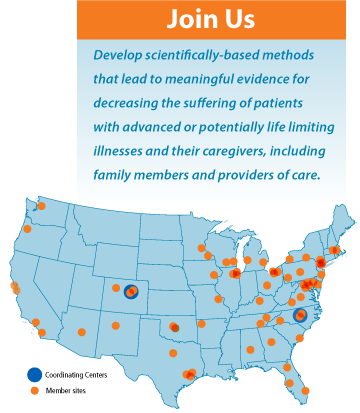 Join Us
Develop scientifically-based methods
that lead to meaningful evidence for
decreasing the suffering of patients
with advanced or potentially life limiting
illnesses and their caregivers, including
family members and providers of care.
Coordinating Centers
Member sites